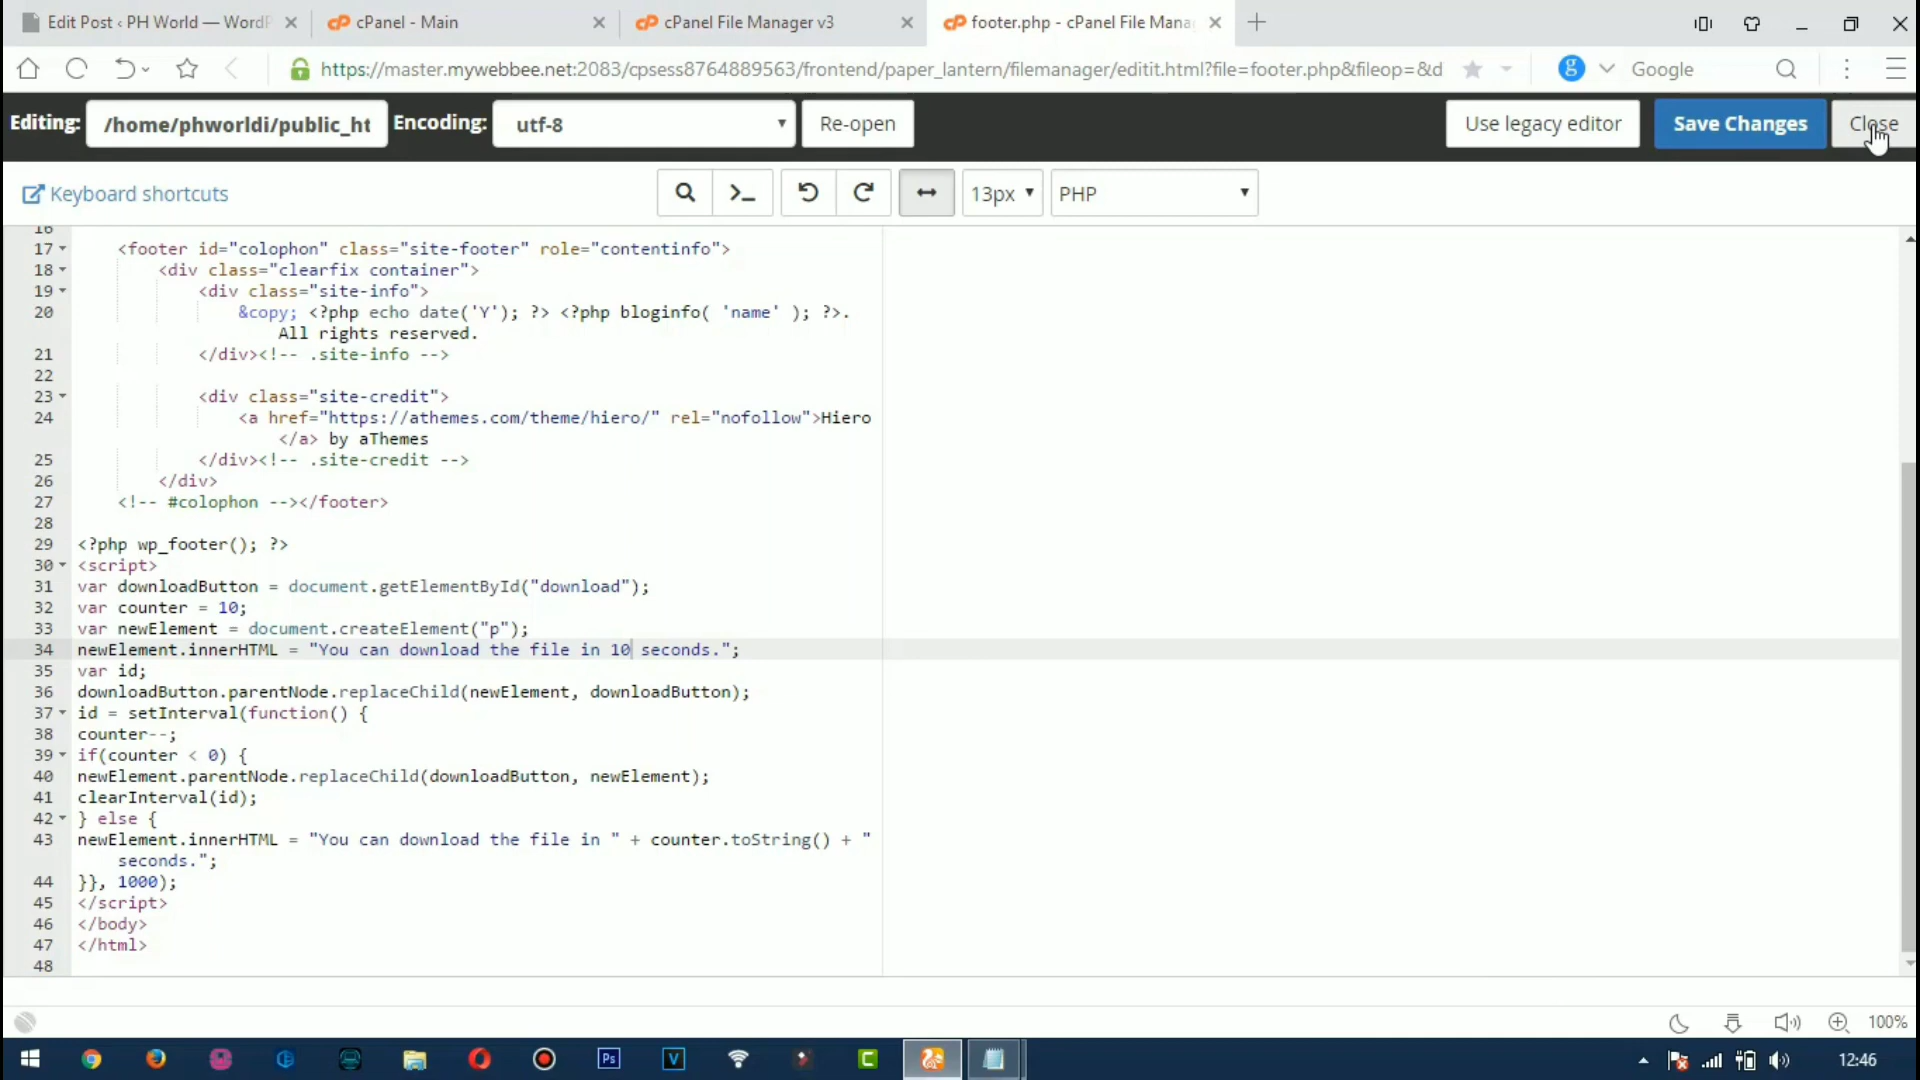 Edit Post ‹ PH World — WordP
cPanel - Main
cPanel File Manager v3
footer.php - cPanel File Mana
https://master.mywebbee.net:2083/cpsess8764889563/frontend/paper_lantern/filemanager/editit.html?file=footer.php&fileop=&d
Google
Editing: /home/phworldi/public_ht Encoding: utf-8 Re-open Use legacy editor Save Changes Close
Keyboard shortcuts 13px PHP
16
17 <footer id="colophon" class="site-footer" role="contentinfo">
18 <div class="clearfix container">
19 <div class="site-info">
20 &copy; <?php echo date('Y'); ?> <?php bloginfo( 'name' ); ?>.
All rights reserved.
21 </div><!-- .site-info -->
22
23 <div class="site-credit">
24 <a href="https://athemes.com/theme/hiero/" rel="nofollow">Hiero
</a> by aThemes
25 </div><!-- .site-credit -->
26 </div>
27 <!-- #colophon --></footer>
28
29 <?php wp_footer(); ?>
30 <script>
31 var downloadButton = document.getElementById("download");
32 var counter = 10;
33 var newElement = document.createElement("p");
34 newElement.innerHTML = "You can download the file in 10 seconds.";
35 var id;
36 downloadButton.parentNode.replaceChild(newElement, downloadButton);
37 id = setInterval(function() {
38 counter--;
39 if(counter < 0) {
40 newElement.parentNode.replaceChild(downloadButton, newElement);
41 clearInterval(id);
42 } else {
43 newElement.innerHTML = "You can download the file in " + counter.toString() + "
seconds.";
44 }}, 1000);
45 </script>
46 </body>
47 </html>
48
100%
12:46